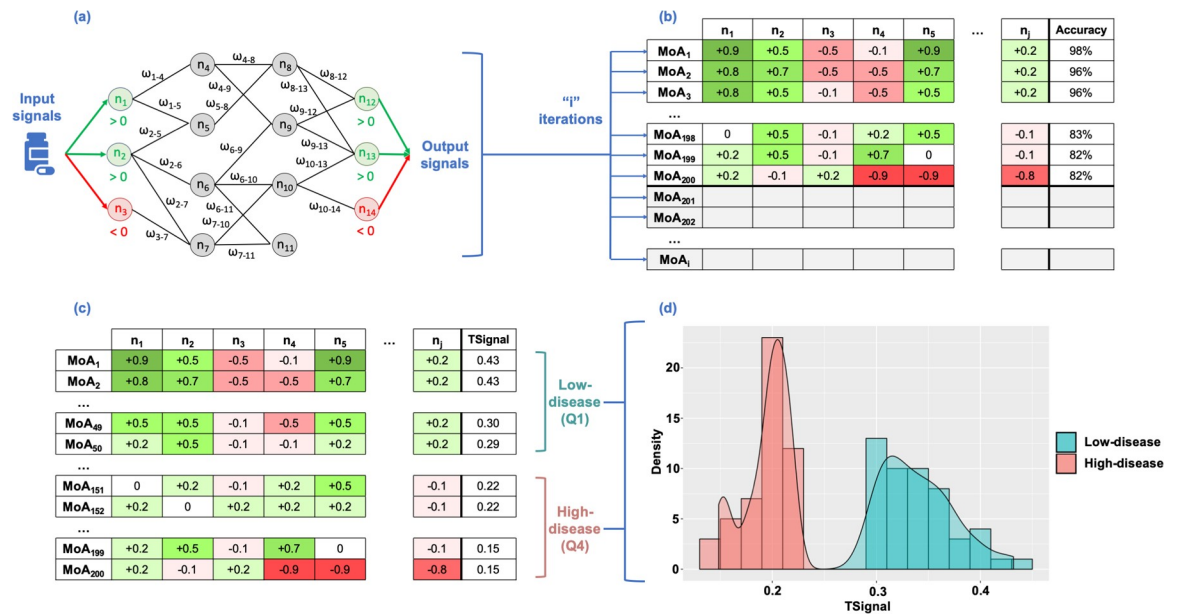 (a)
Input
signals
n1
> 0
n2
> 0
n3
< 0
ω1-4
ω1-5
ω2-5
ω2-6
ω2-7
ω3-7
n4
n5
n6
n7
ω4-8
ω4-9
ω5-8
ω6-9
ω6-10
ω6-11
ω7-10
ω7-11
n8
n9
n10
n11
ω8-12
ω8-13
ω9-12
ω9-13
ω10-13
ω10-14
n12
> 0
n13
> 0
n14
< 0
Output
signals
“i”
iterations
(b)
n1 n2 n3 n4 n5 ... nj Accuracy
MoA1 +0.9 +0.5 -0.5 -0.1 +0.9 +0.2 98%
MoA2 +0.8 +0.7 -0.5 -0.5 +0.7 +0.2 96%
MoA3 +0.8 +0.5 -0.1 -0.5 +0.5 +0.2 96%
...
MoA198 0 +0.5 -0.1 +0.2 +0.5 -0.1 83%
MoA199 +0.2 +0.5 -0.1 +0.7 0 -0.1 82%
MoA200 +0.2 -0.1 +0.2 -0.9 -0.9 -0.8 82%
MoA201
MoA202
...
MoAi
(c)
n1 n2 n3 n4 n5 ... nj TSignal
MoA1 +0.9 +0.5 -0.5 -0.1 +0.9 +0.2 0.43
MoA2 +0.8 +0.7 -0.5 -0.5 +0.7 +0.2 0.43
...
MoA49 +0.5 +0.5 -0.1 -0.5 +0.5 +0.2 0.30
MoA50 +0.2 +0.5 -0.1 -0.1 +0.2 +0.2 0.29
...
MoA151 0 +0.2 -0.1 +0.2 +0.5 -0.1 0.22
MoA152 +0.2 0 +0.2 +0.2 +0.2 -0.1 0.22
...
MoA199 +0.2 +0.5 -0.1 +0.7 0 -0.1 0.15
MoA200 +0.2 -0.1 +0.2 -0.9 -0.9 -0.8 0.15
Low-
disease
(Q1)
High-
disease
(Q4)
(d)
Density
20
15
10
5
0
0.2 0.3 0.4
TSignal
Low-disease
High-disease